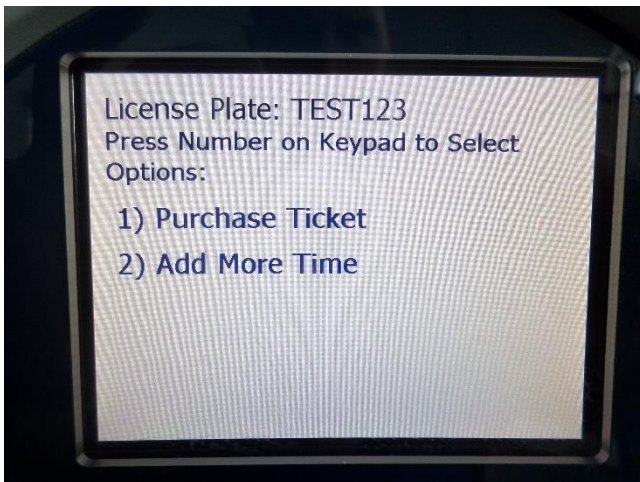 License Plate: TEST123
Press Number on Keypad to Select
Options:
1) Purchase Ticket
2) Add More Time